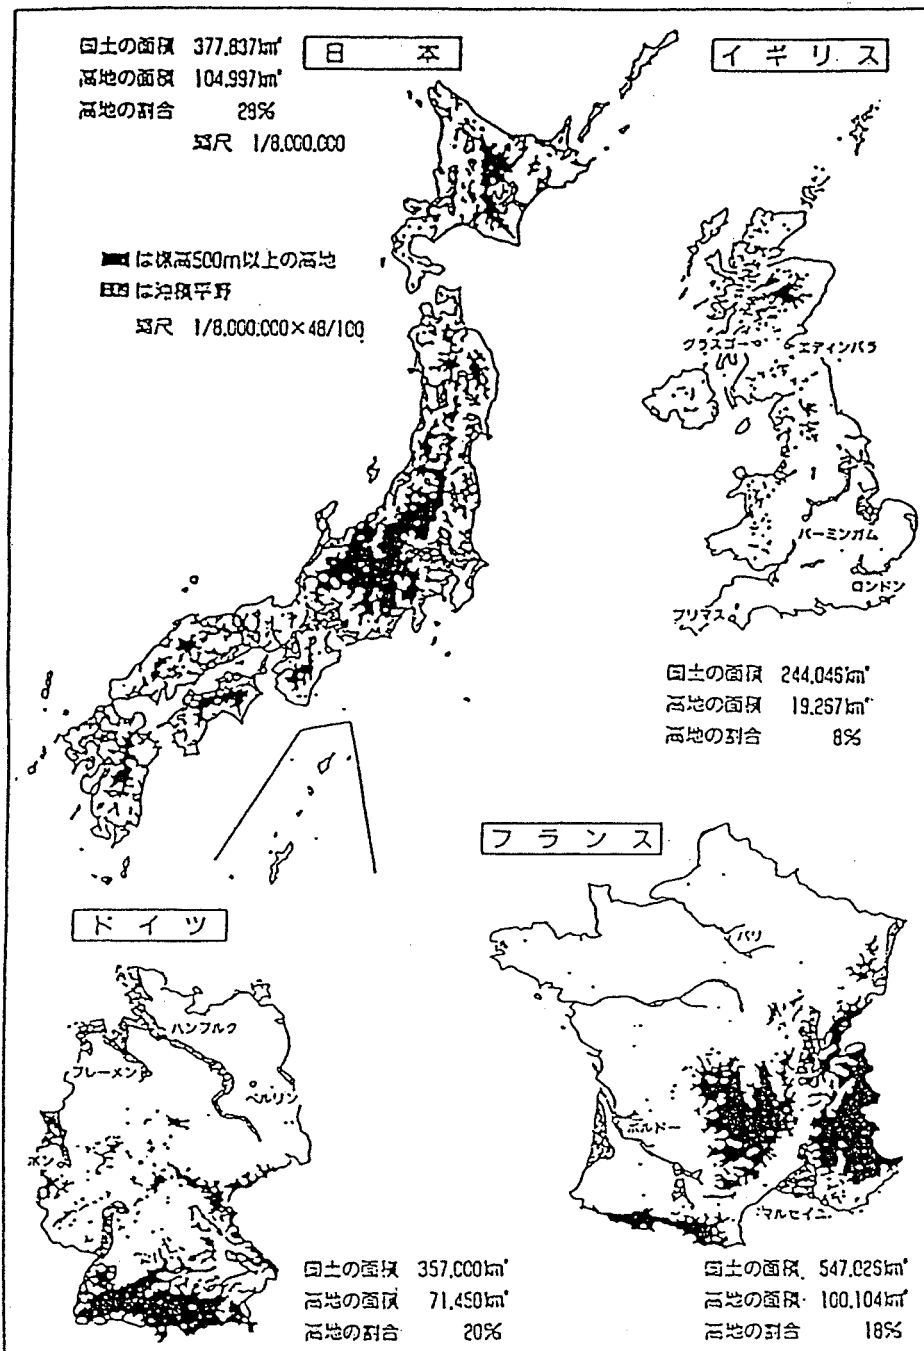 日 本
国土の面積 377,837km²
高地の面積 104,997km²
高地の割合 28%
縮尺 1/8,000,000
は標高500m以上の高地
は沖積平野
縮尺 1/8,000,000×48/100
イギリス
グラスゴー
エディンバラ
バーミンガム
ロンドン
プリマス
国土の面積 244,046km²
高地の面積 19,267km²
高地の割合 8%
フランス
パリ
ボルドー
マルセイユ
国土の面積 547,026km²
高地の面積 100,104km²
高地の割合 18%
ドイツ
ハンブルク
ブレーメン
ベルリン
ボン
国土の面積 357,000km²
高地の面積 71,450km²
高地の割合 20%